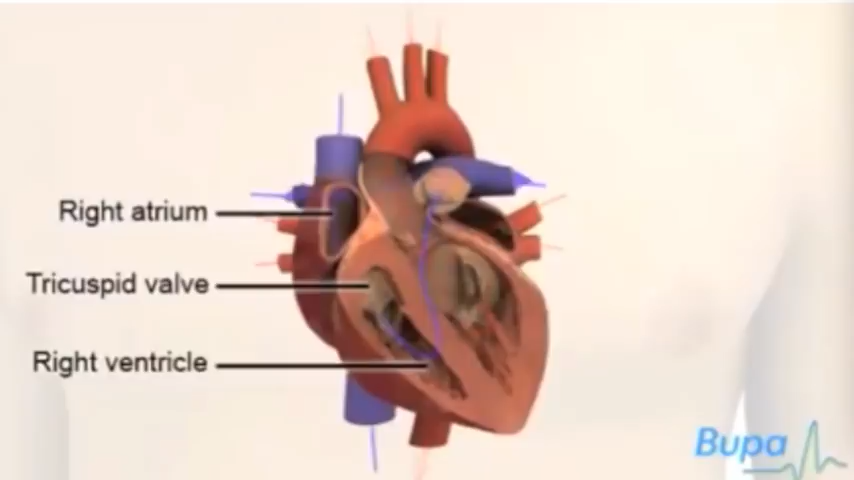 Right atrium
Tricuspid valve
Right ventricle
Bupa